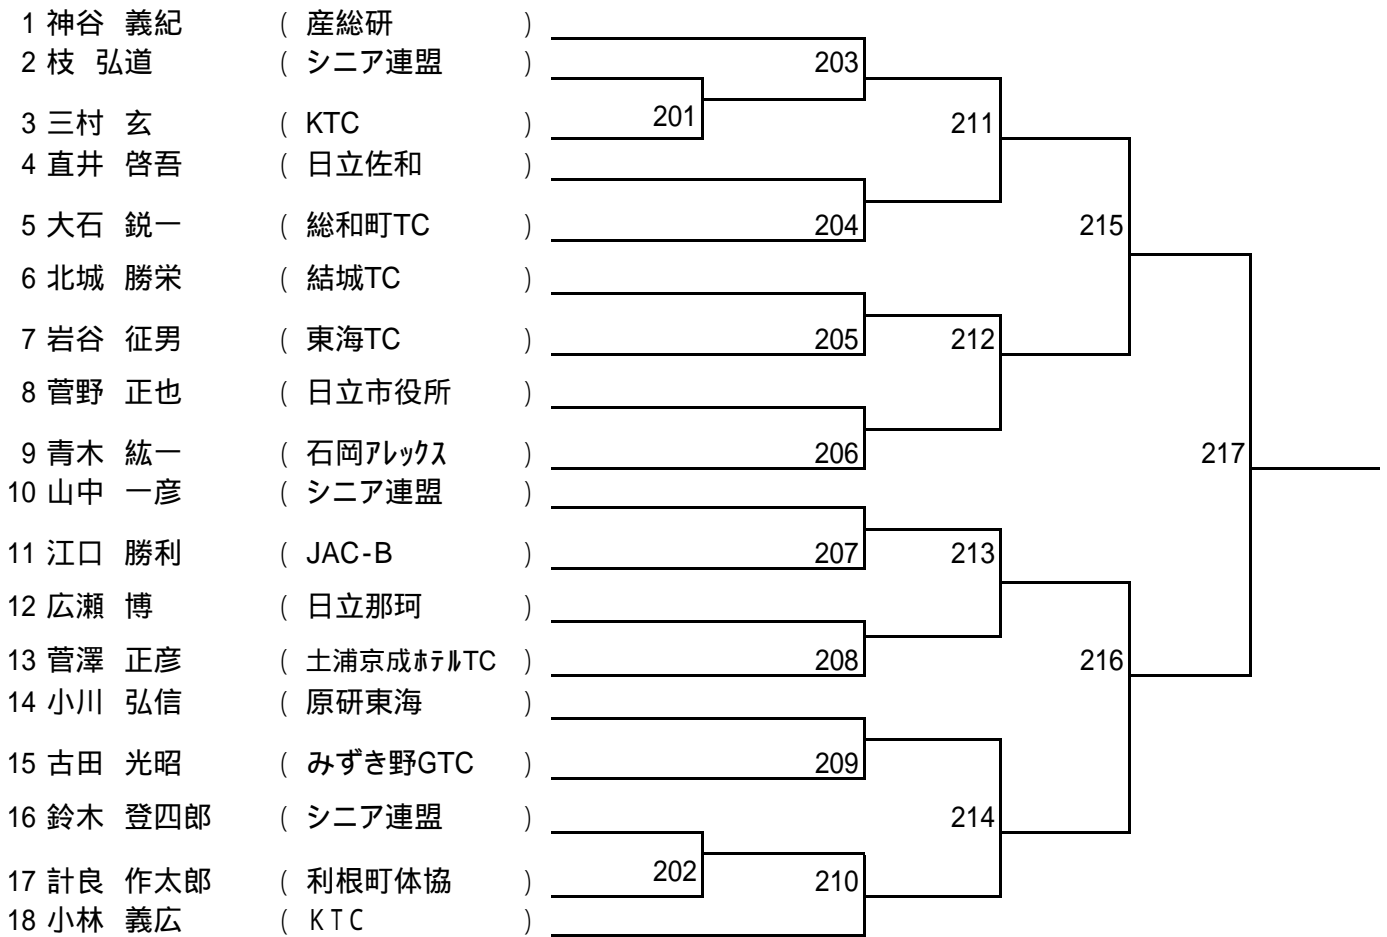 1 神谷 義紀 ( 産総研 )
2 枝 弘道 ( シニア連盟 ) 203
3 三村 玄 ( KTC ) 201 211
4 直井 啓吾 ( 日立佐和 )
5 大石 鋭一 ( 総和町TC ) 204 215
6 北城 勝栄 ( 結城TC )
7 岩谷 征男 ( 東海TC ) 205 212
8 菅野 正也 ( 日立市役所 )
9 青木 紘一 ( 石岡ｱﾚｯｸｽ ) 206 217
10 山中 一彦 ( シニア連盟 )
11 江口 勝利 ( JAC-B ) 207 213
12 広瀬 博 ( 日立那珂 )
13 菅澤 正彦 ( 土浦京成ﾎﾃﾙTC ) 208 216
14 小川 弘信 ( 原研東海 )
15 古田 光昭 ( みずき野GTC ) 209
16 鈴木 登四郎 ( シニア連盟 ) 214
17 計良 作太郎 ( 利根町体協 ) 202 210
18 小林 義広 ( ＫＴＣ )